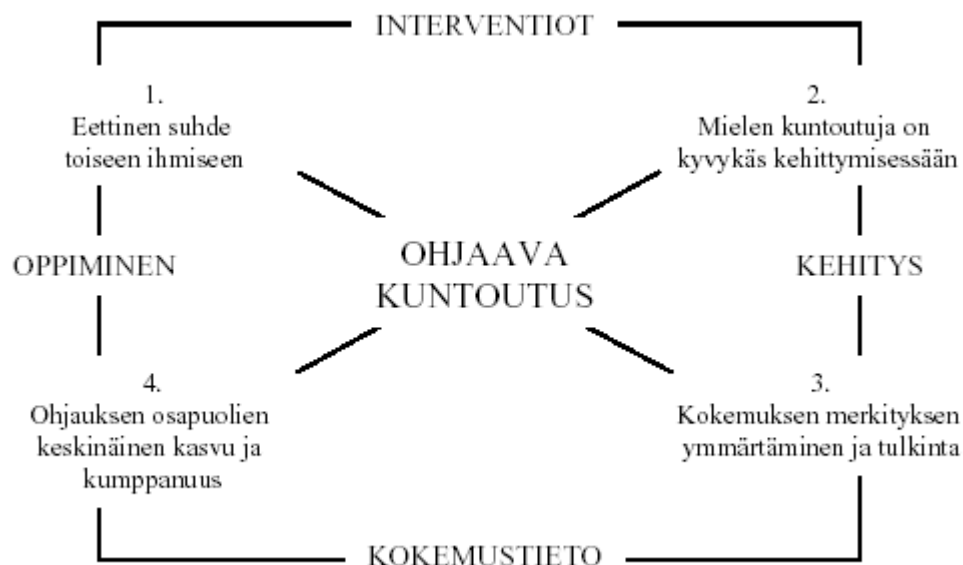 INTERVENTIOT
1.
Eettinen suhde
toiseen ihmiseen
2.
Mielen kuntoutuja on
kyvykäs kehittymisessään
OPPIMINEN
OHJAAVA
KUNTOUTUS
KEHITYS
4.
Ohjauksen osapuolien
keskinäinen kasvu ja
kumppanuus
3.
Kokemuksen merkityksen
ymmärtäminen ja tulkinta
KOKEMUSTIETO